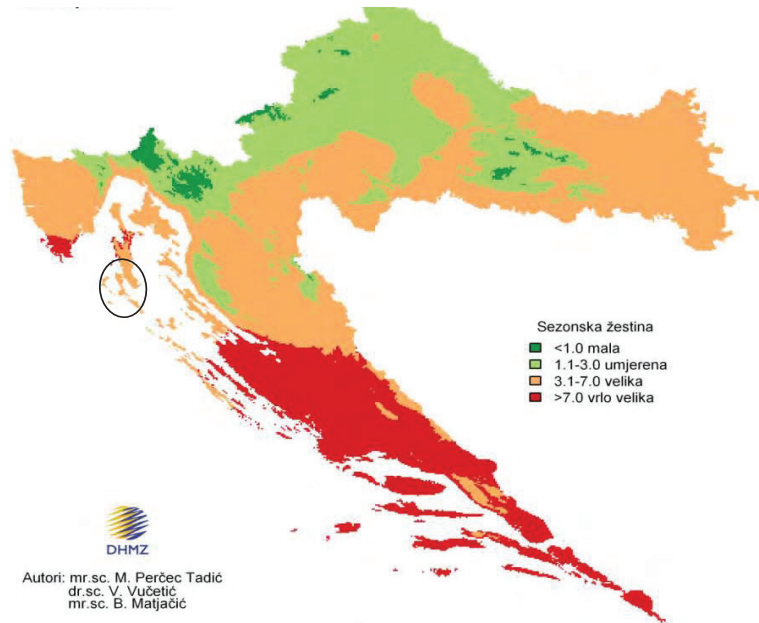 Sezonska žestina
<1.0 mala
1.1-3.0 umjerena
3.1-7.0 velika
>7.0 vrlo velika
DHMZ
Autori: mr.sc. M. Perčec Tadić
dr.sc. V. Vučetić
mr.sc. B. Matjačić